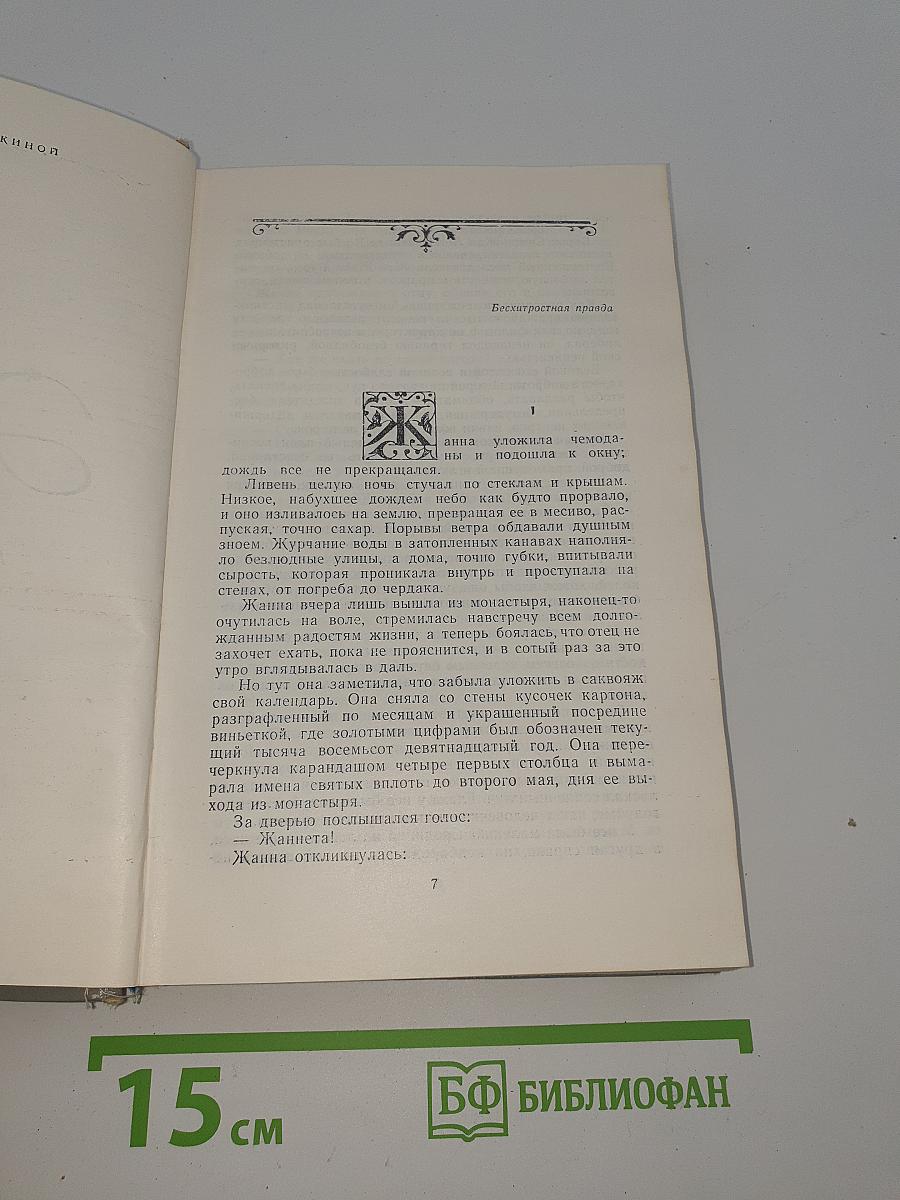 киной
Бесхитростная правда
I
Жанна уложила чемода-
ны и подошла к окну;
дождь все не прекращался.
Ливень целую ночь стучал по стеклам и крышам.
Низкое, набухшее дождем небо как будто прорвало,
и оно изливалось на землю, превращая ее в месиво, рас-
пуская, точно сахар. Порывы ветра обдавали душным
зноем. Журчание воды в затопленных канавах наполня-
ло безлюдные улицы, а дома, точно губки, впитывали
сырость, которая проникала внутрь и проступала на
стенах, от погреба до чердака.
Жанна вчера лишь вышла из монастыря, наконец-то
очутилась на воле, стремилась навстречу всем долго-
жданным радостям жизни, а теперь боялась, что отец не
захочет ехать, пока не прояснится, и в сотый раз за это
утро вглядывалась в даль.
Но тут она заметила, что забыла уложить в саквояж
свой календарь. Она сняла со стены кусочек картона,
разграфленный по месяцам и украшенный посредине
виньеткой, где золотыми цифрами был обозначен теку-
щий тысяча восемьсот девятнадцатый год. Она пере-
черкнула карандашом четыре первых столбца и выма-
рала имена святых вплоть до второго мая, дня ее вы-
хода из монастыря.
За дверью послышался голос:
— Жаннета!
Жанна откликнулась:
7
15 см
БФ БИБЛИОФАН